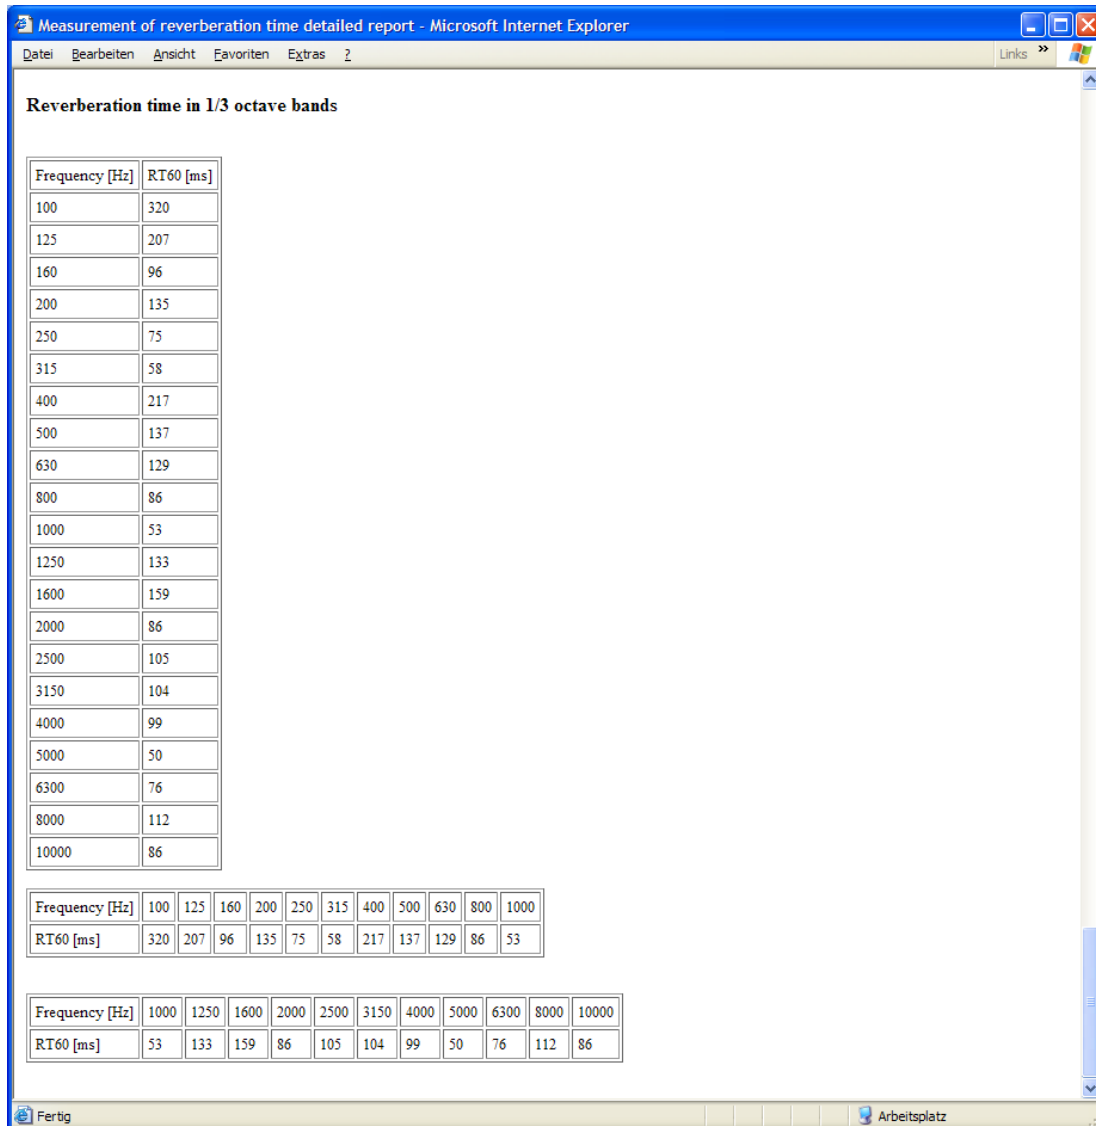 Measurement of reverberation time detailed report - Microsoft Internet Explorer
Datei Bearbeiten Ansicht Favoriten Extras ? Links »
Reverberation time in 1/3 octave bands
Frequency [Hz] RT60 [ms]
100 320
125 207
160 96
200 135
250 75
315 58
400 217
500 137
630 129
800 86
1000 53
1250 133
1600 159
2000 86
2500 105
3150 104
4000 99
5000 50
6300 76
8000 112
10000 86
Frequency [Hz] 100 125 160 200 250 315 400 500 630 800 1000
RT60 [ms] 320 207 96 135 75 58 217 137 129 86 53
Frequency [Hz] 1000 1250 1600 2000 2500 3150 4000 5000 6300 8000 10000
RT60 [ms] 53 133 159 86 105 104 99 50 76 112 86
Fertig Arbeitsplatz